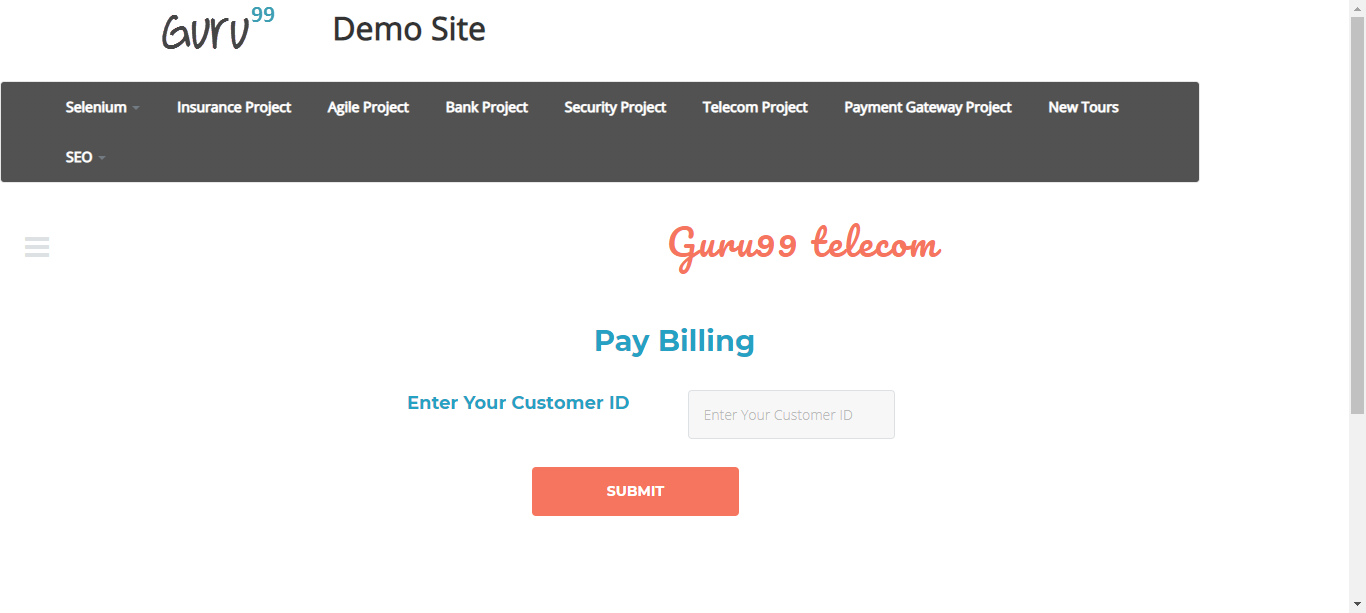 Guru99 Demo Site
Selenium Insurance Project Agile Project Bank Project Security Project Telecom Project Payment Gateway Project New Tours
SEO
Guru99 telecom
Pay Billing
Enter Your Customer ID Enter Your Customer ID
SUBMIT